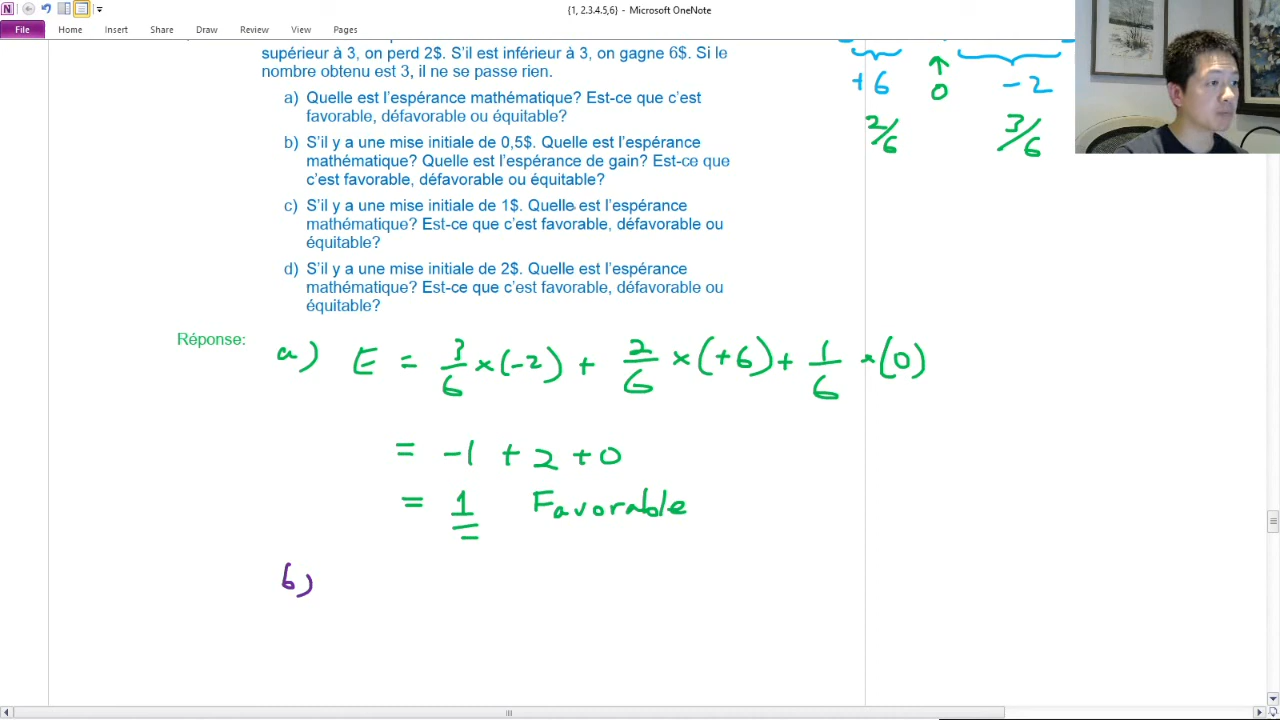 {1, 2.3.4.5,6} - Microsoft OneNote
File Home Insert Share Draw Review View Pages
supérieur à 3, on perd 2$. S'il est inférieur à 3, on gagne 6$. Si le
nombre obtenu est 3, il ne se passe rien.
+6 0 -2
2/6 3/6
a) Quelle est l'espérance mathématique? Est-ce que c'est
favorable, défavorable ou équitable?
b) S'il y a une mise initiale de 0,5$. Quelle est l'espérance
mathématique? Quelle est l'espérance de gain? Est-ce que
c'est favorable, défavorable ou équitable?
c) S'il y a une mise initiale de 1$. Quelle est l'espérance
mathématique? Est-ce que c'est favorable, défavorable ou
équitable?
d) S'il y a une mise initiale de 2$. Quelle est l'espérance
mathématique? Est-ce que c'est favorable, défavorable ou
équitable?
Réponse:
a) E = 3/6 × (-2) + 2/6 × (+6) + 1/6 × (0)
= -1 + 2 + 0
= 1 Favorable
b)